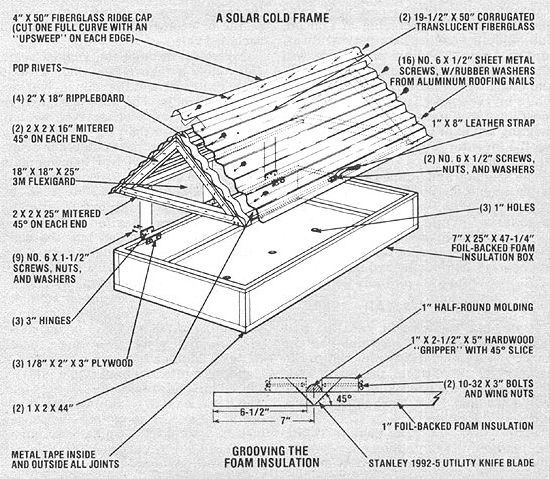 4" X 50" FIBERGLASS RIDGE CAP
(CUT ONE FULL CURVE WITH AN
"UPSWEEP" ON EACH EDGE)
A SOLAR COLD FRAME
(2) 19-1/2" X 50" CORRUGATED
TRANSLUCENT FIBERGLASS
POP RIVETS
(16) NO. 6 X 1/2" SHEET METAL
SCREWS, W/RUBBER WASHERS
FROM ALUMINUM ROOFING NAILS
(4) 2" X 18" RIPPLEBOARD
(2) 2 X 2 X 16" MITERED
45° ON EACH END
1" X 8" LEATHER STRAP
18" X 18" X 25"
3M FLEXIGARD
(2) NO. 6 X 1/2" SCREWS,
NUTS, AND WASHERS
2 X 2 X 25" MITERED
45° ON EACH END
(3) 1" HOLES
7" X 25" X 47-1/4"
FOIL-BACKED FOAM
INSULATION BOX
(9) NO. 6 X 1-1/2"
SCREWS, NUTS,
AND WASHERS
(3) 3" HINGES
1" HALF-ROUND MOLDING
(3) 1/8" X 2" X 3" PLYWOOD
1" X 2-1/2" X 5" HARDWOOD
"GRIPPER" WITH 45° SLICE
(2) 1 X 2 X 44"
(2) 10-32 X 3" BOLTS
AND WING NUTS
45°
6-1/2"
7"
1" FOIL-BACKED FOAM INSULATION
METAL TAPE INSIDE
AND OUTSIDE ALL JOINTS
GROOVING THE
FOAM INSULATION
STANLEY 1992-5 UTILITY KNIFE BLADE